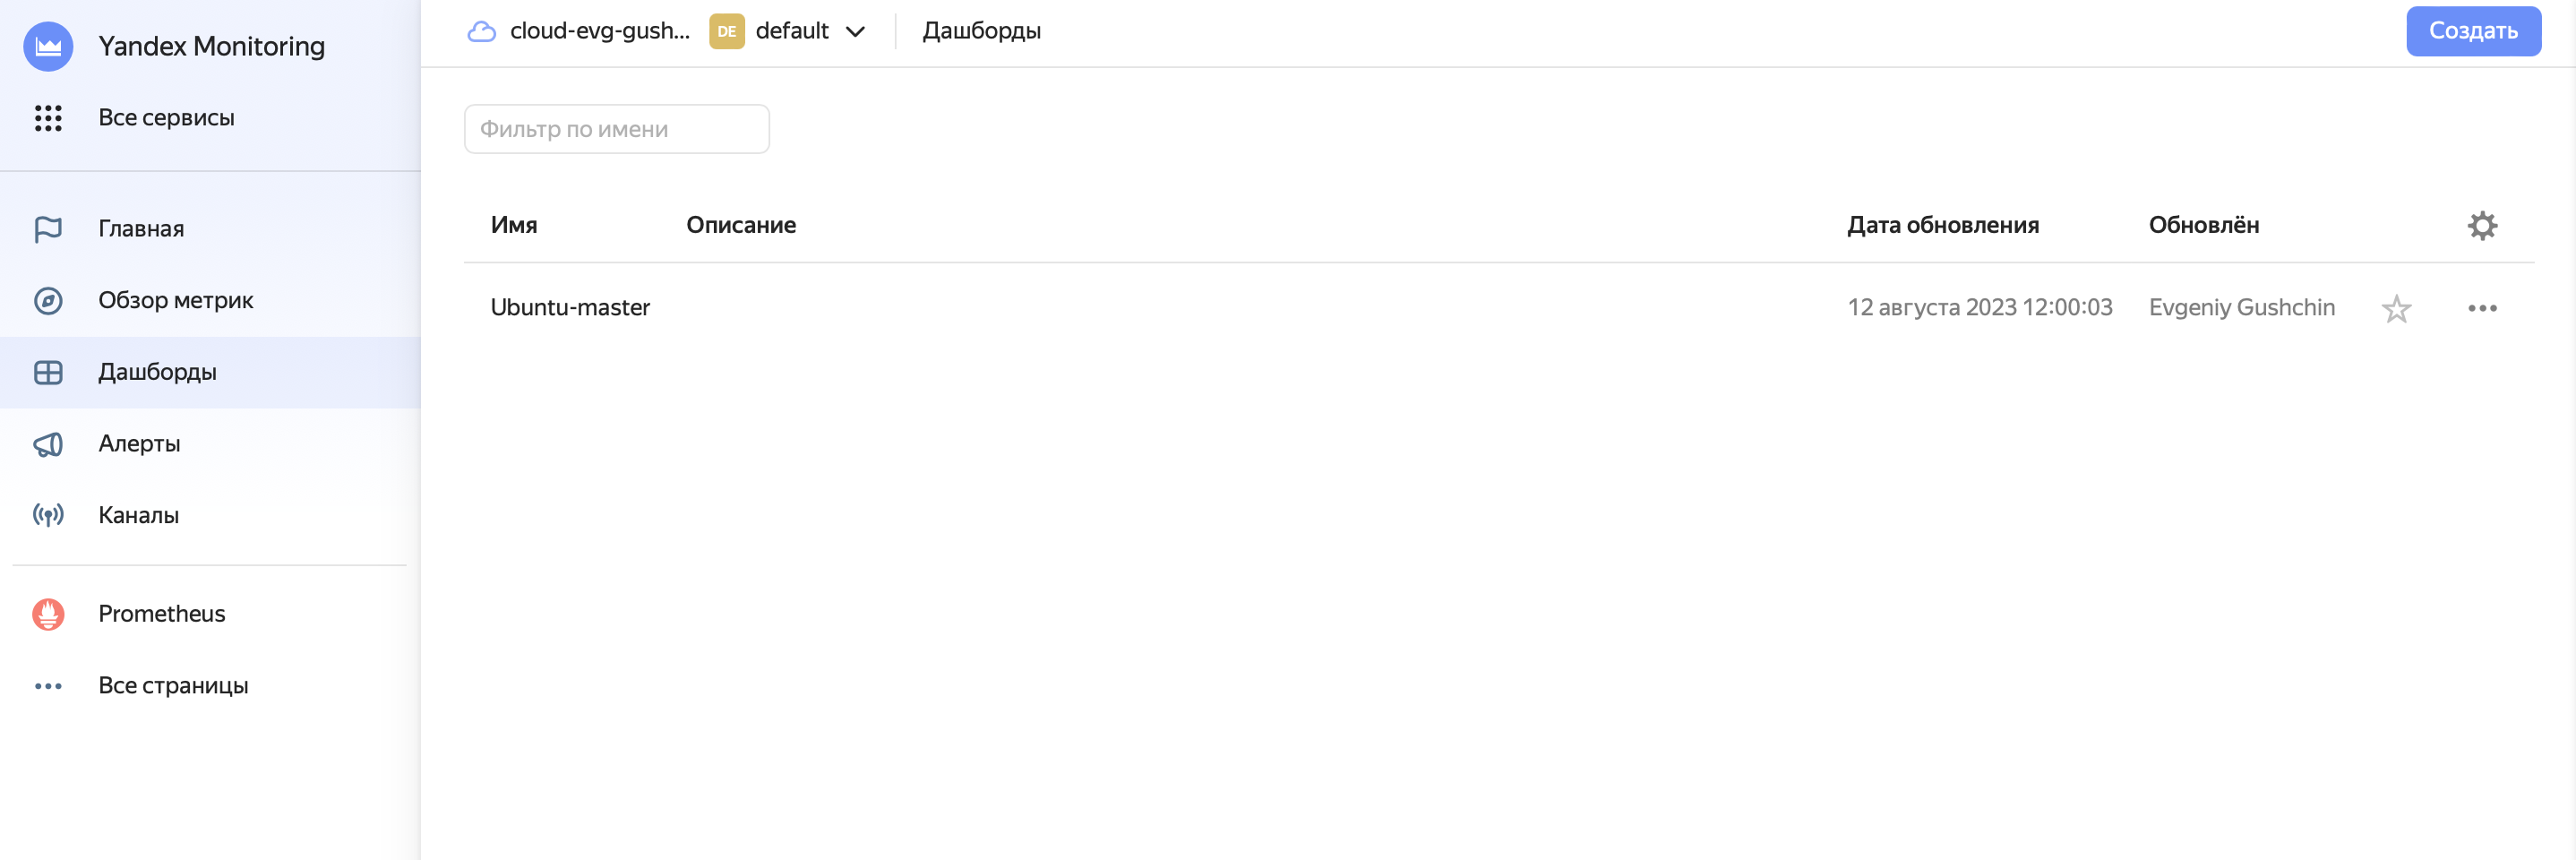 Yandex Monitoring
Все сервисы
Главная
Обзор метрик
Дашборды
Алерты
Каналы
Prometheus
Все страницы
cloud-evg-gush... DE default Дашборды
Создать
Фильтр по имени
Имя Описание Дата обновления Обновлён
Ubuntu-master 12 августа 2023 12:00:03 Evgeniy Gushchin